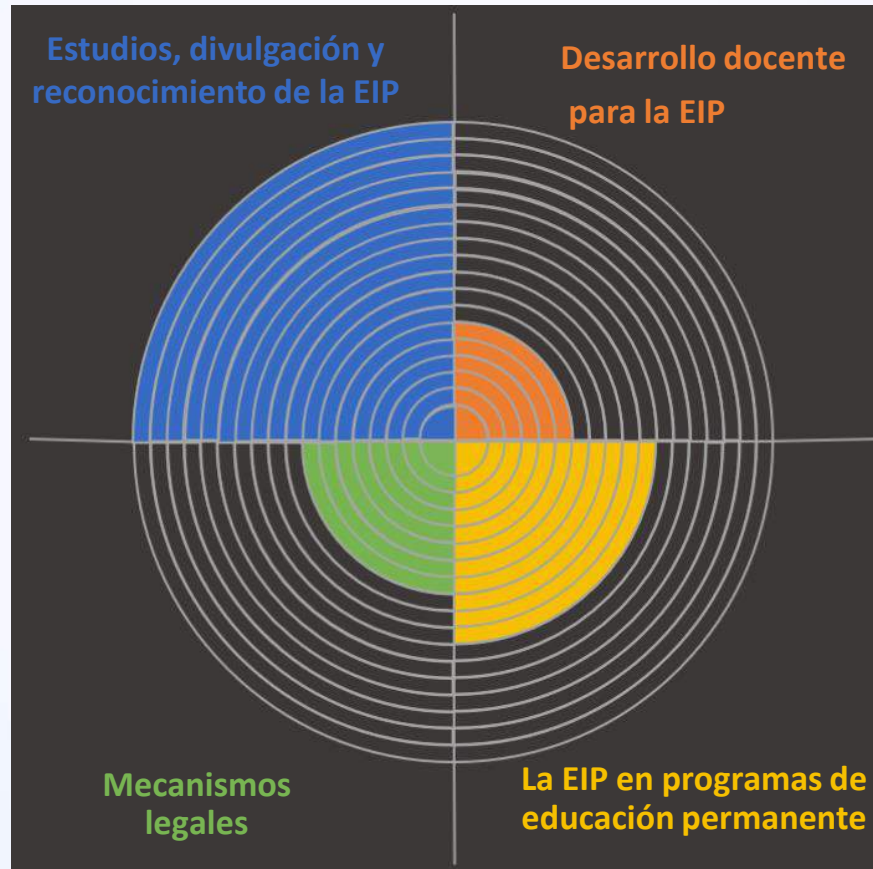 Estudios, divulgación y
reconocimiento de la EIP
Desarrollo docente
para la EIP
Mecanismos
legales
La EIP en programas de
educación permanente